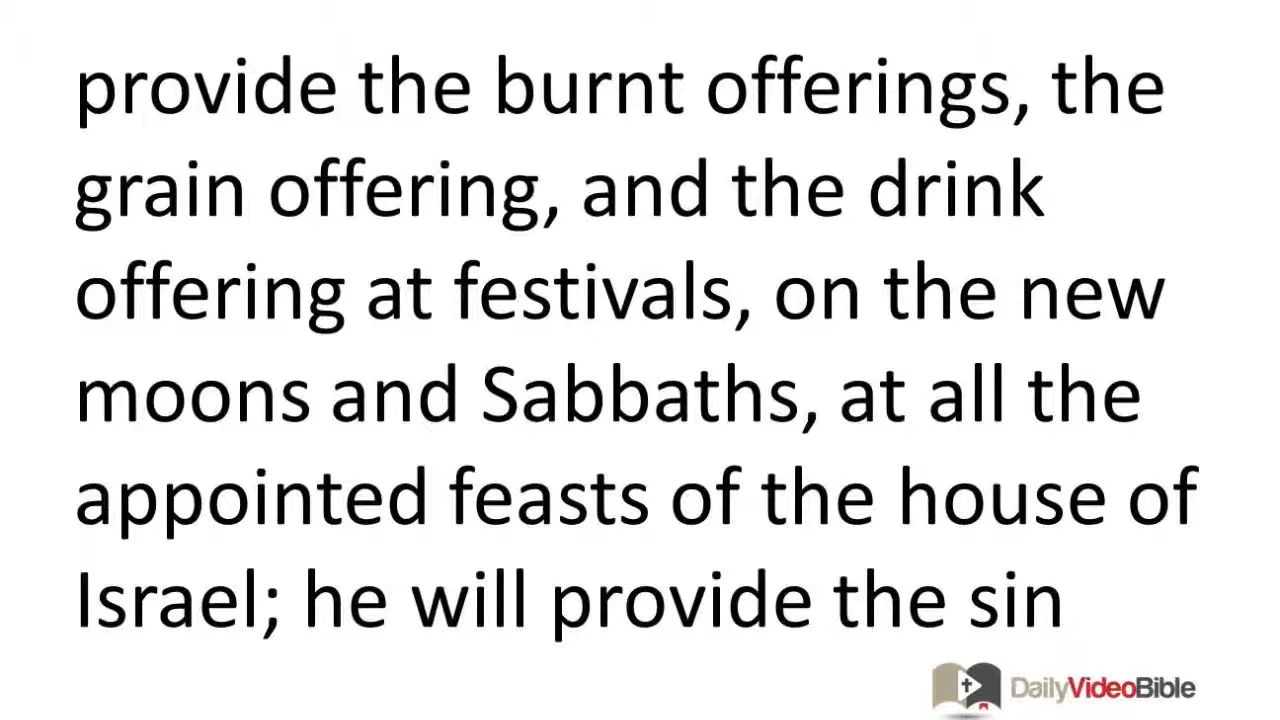 provide the burnt offerings, the
grain offering, and the drink
offering at festivals, on the new
moons and Sabbaths, at all the
appointed feasts of the house of
Israel; he will provide the sin
DailyVideoBible